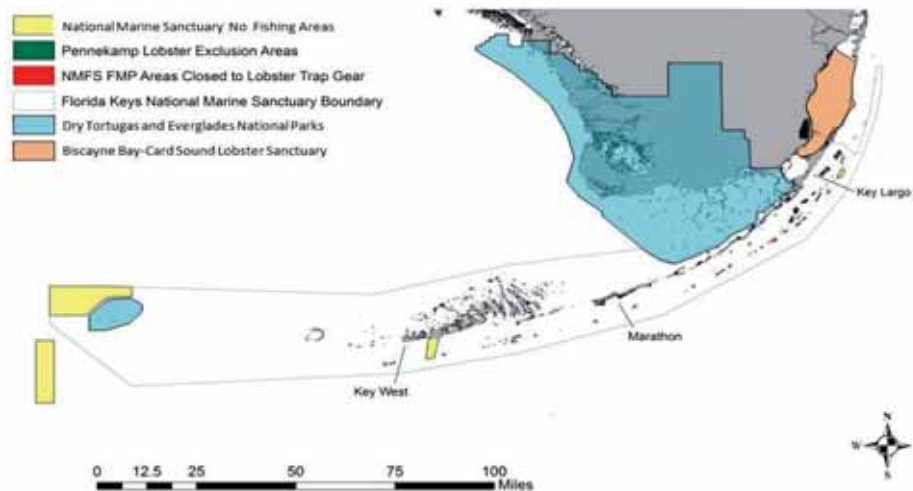 National Marine Sanctuary No Fishing Areas
Pennekamp Lobster Exclusion Areas
NMFS FMP Areas Closed to Lobster Trap Gear
Florida Keys National Marine Sanctuary Boundary
Dry Tortugas and Everglades National Parks
Biscayne Bay-Card Sound Lobster Sanctuary
Key Largo
Marathon
Key West
N
W E
S
0 12.5 25 50 75 100
Miles